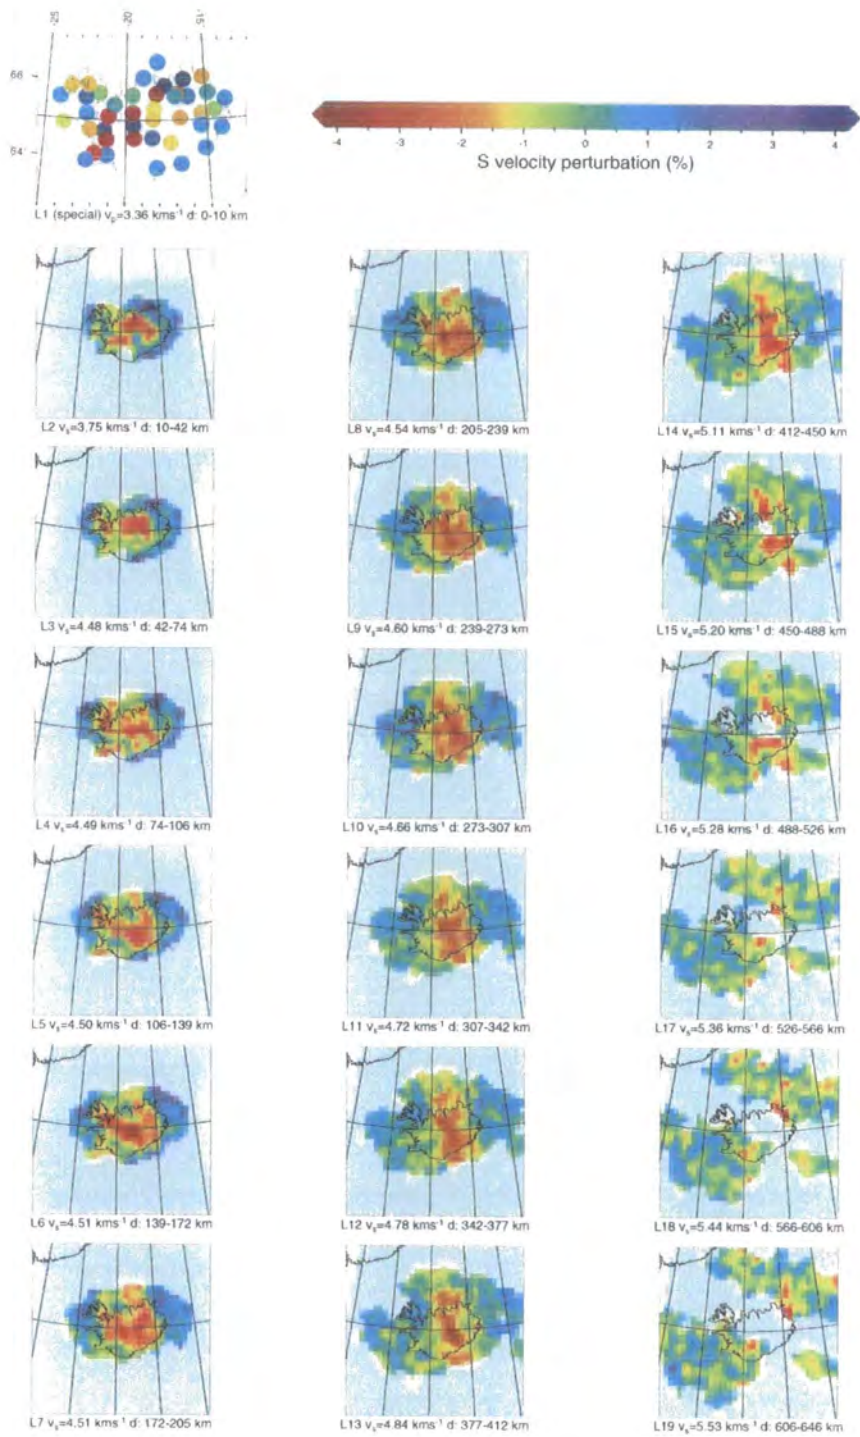 -25
-20
-15
66
64
-4 -3 -2 -1 0 1 2 3 4
S velocity perturbation (%)
L1 (special) vs=3.36 kms⁻¹ d: 0-10 km
L2 vs=3.75 kms⁻¹ d: 10-42 km
L3 vs=4.48 kms⁻¹ d: 42-74 km
L4 vs=4.49 kms⁻¹ d: 74-106 km
L5 vs=4.50 kms⁻¹ d: 106-139 km
L6 vs=4.51 kms⁻¹ d: 139-172 km
L7 vs=4.51 kms⁻¹ d: 172-205 km
L8 vs=4.54 kms⁻¹ d: 205-239 km
L9 vs=4.60 kms⁻¹ d: 239-273 km
L10 vs=4.66 kms⁻¹ d: 273-307 km
L11 vs=4.72 kms⁻¹ d: 307-342 km
L12 vs=4.78 kms⁻¹ d: 342-377 km
L13 vs=4.84 kms⁻¹ d: 377-412 km
L14 vs=5.11 kms⁻¹ d: 412-450 km
L15 vs=5.20 kms⁻¹ d: 450-488 km
L16 vs=5.28 kms⁻¹ d: 488-526 km
L17 vs=5.36 kms⁻¹ d: 526-566 km
L18 vs=5.44 kms⁻¹ d: 566-606 km
L19 vs=5.53 kms⁻¹ d: 606-646 km